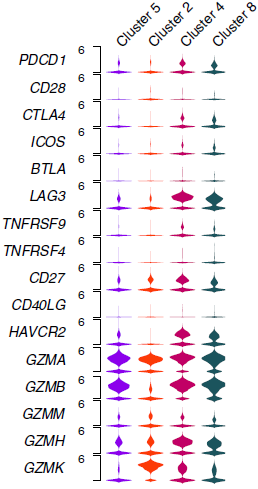 Cluster 5 Cluster 2 Cluster 4 Cluster 8
PDCD1 6
CD28 6
CTLA4 6
ICOS 6
BTLA 6
LAG3 6
TNFRSF9 6
TNFRSF4 6
CD27 6
CD40LG 6
HAVCR2 6
GZMA 6
GZMB 6
GZMM 6
GZMH 6
GZMK 6